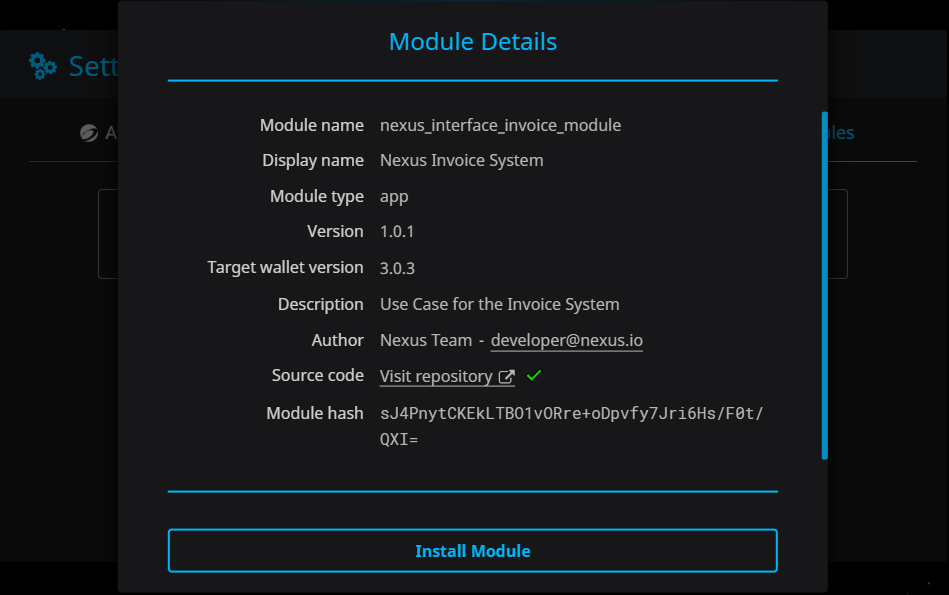 Module Details
Sett
A
ules
Module name nexus_interface_invoice_module
Display name Nexus Invoice System
Module type app
Version 1.0.1
Target wallet version 3.0.3
Description Use Case for the Invoice System
Author Nexus Team - developer@nexus.io
Source code Visit repository
Module hash sJ4PnytCKEkLTBO1vORre+oDpvfy7Jri6Hs/F0t/
QXI=
Install Module